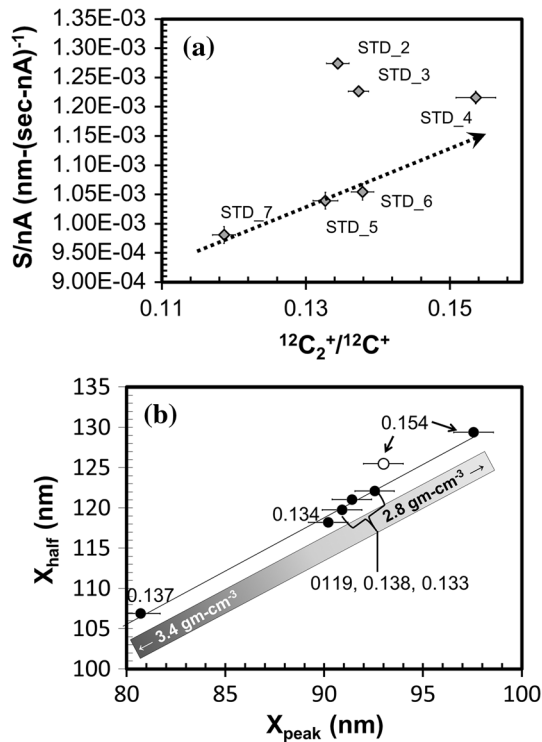 (a)
1.35E-03
1.30E-03
1.25E-03
1.20E-03
1.15E-03
1.10E-03
1.05E-03
1.00E-03
9.50E-04
9.00E-04
S/nA (nm-(sec-nA)⁻¹)
STD_2
STD_3
STD_4
STD_7
STD_6
STD_5
0.11 0.13 0.15
¹²C₂⁺/¹²C⁺
(b)
135
130
125
120
115
110
105
100
X_half (nm)
0.154
0.134
2.8 gm-cm⁻³ →
0119, 0.138, 0.133
0.137
← 3.4 gm-cm⁻³
80 85 90 95 100
X_peak (nm)